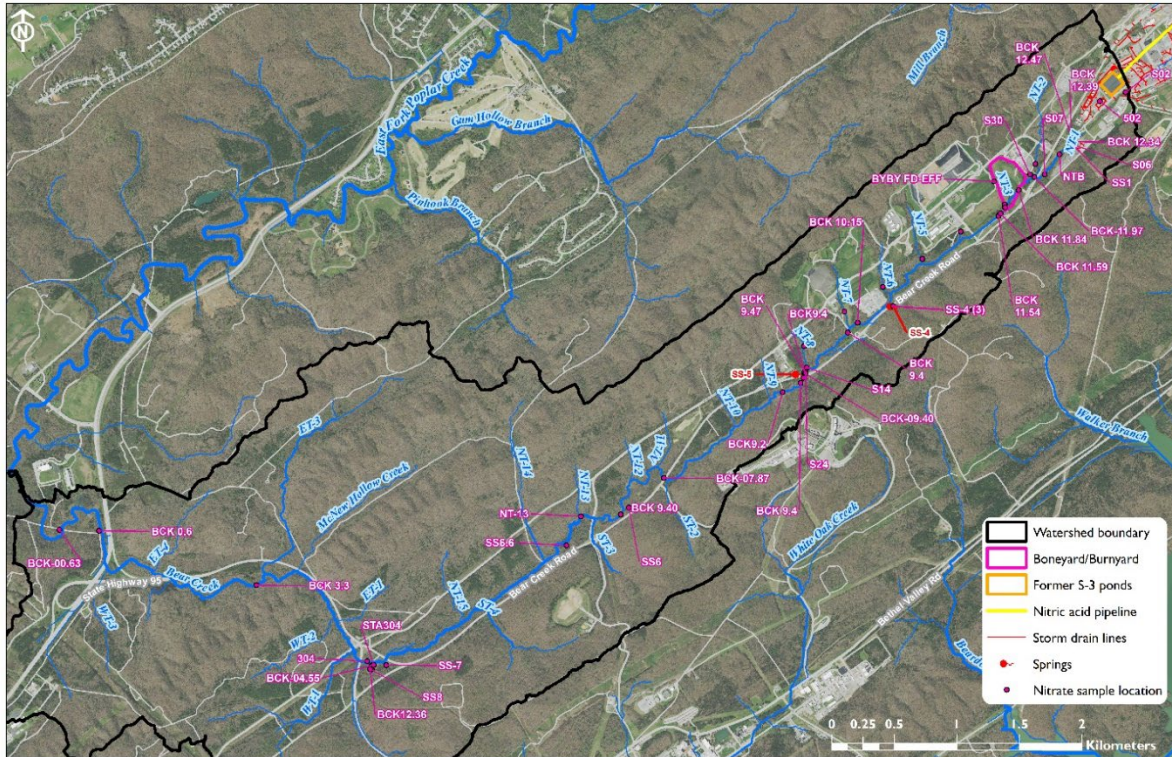 N
East Fork Poplar Creek
Gum Hollow Branch
Pinhook Branch
Mill Branch
BCK
12.47
NT-2
BCK
12.39
S02
S30
S07
502
NT-1
BCK 12.34
S06
NTB
SS1
BYBY FD-EFF
NT-3
BCK-11.97
BCK 11.84
BCK 11.59
BCK
11.54
BCK 10.15
NT-5
NT-6
Bear Creek Road
SS-4 (3)
SS-4
NT-7
BCK
9.47
BCK9.4
NT-8
BCK
9.4
SS-5
S14
NT-9
BCK-09.40
NT-10
BCK9.2
S24
BCK 9.4
Walker Branch
ET-3
NT-14
NT-13
NT-12
NT-11
BCK-07.87
White Oak Creek
McNew Hollow Creek
NT-13
BCK 9.40
ST-2
SS6.6
ST-3
SS6
BCK-0.6
BCK-00.63
ET-4
Bear Creek
BCK-3.3
State Highway 95
ET-1
NT-15
ST-4
Bear Creek Road
Bethel Valley Rd
WT-2
STA304
304
SS-7
BCK-04.55
SS8
WT-1
BCK12.36
Watershed boundary
Boneyard/Burnyard
Former S-3 ponds
Nitric acid pipeline
Storm drain lines
Springs
Nitrate sample location
0 0.25 0.5 1 1.5 2
Kilometers